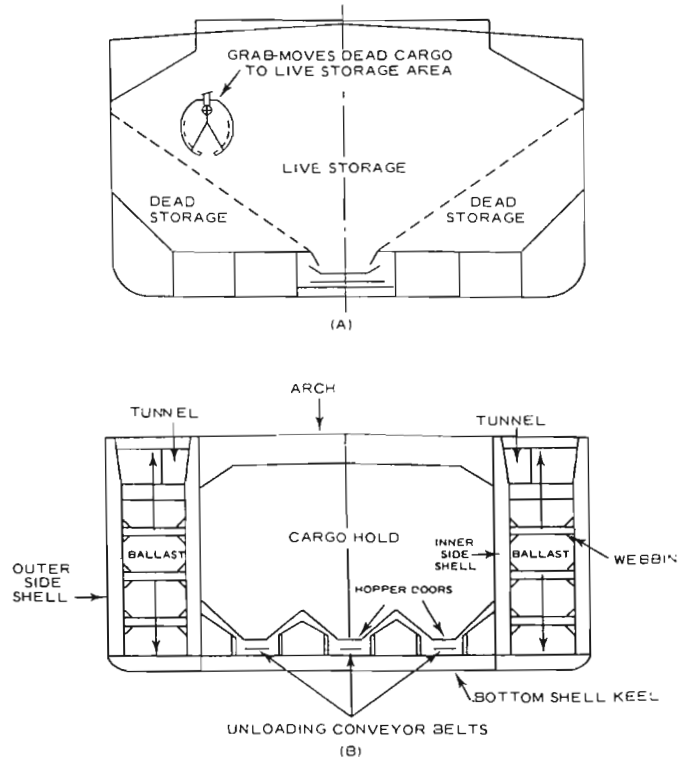 GRAB-MOVES DEAD CARGO
TO LIVE STORAGE AREA
LIVE STORAGE
DEAD
STORAGE
DEAD
STORAGE
(A)
ARCH
TUNNEL
TUNNEL
CARGO HOLD
BALLAST
INNER
SIDE
SHELL
BALLAST
WEBBIN
OUTER
SIDE
SHELL
HOPPER DOORS
BOTTOM SHELL KEEL
UNLOADING CONVEYOR BELTS
(B)